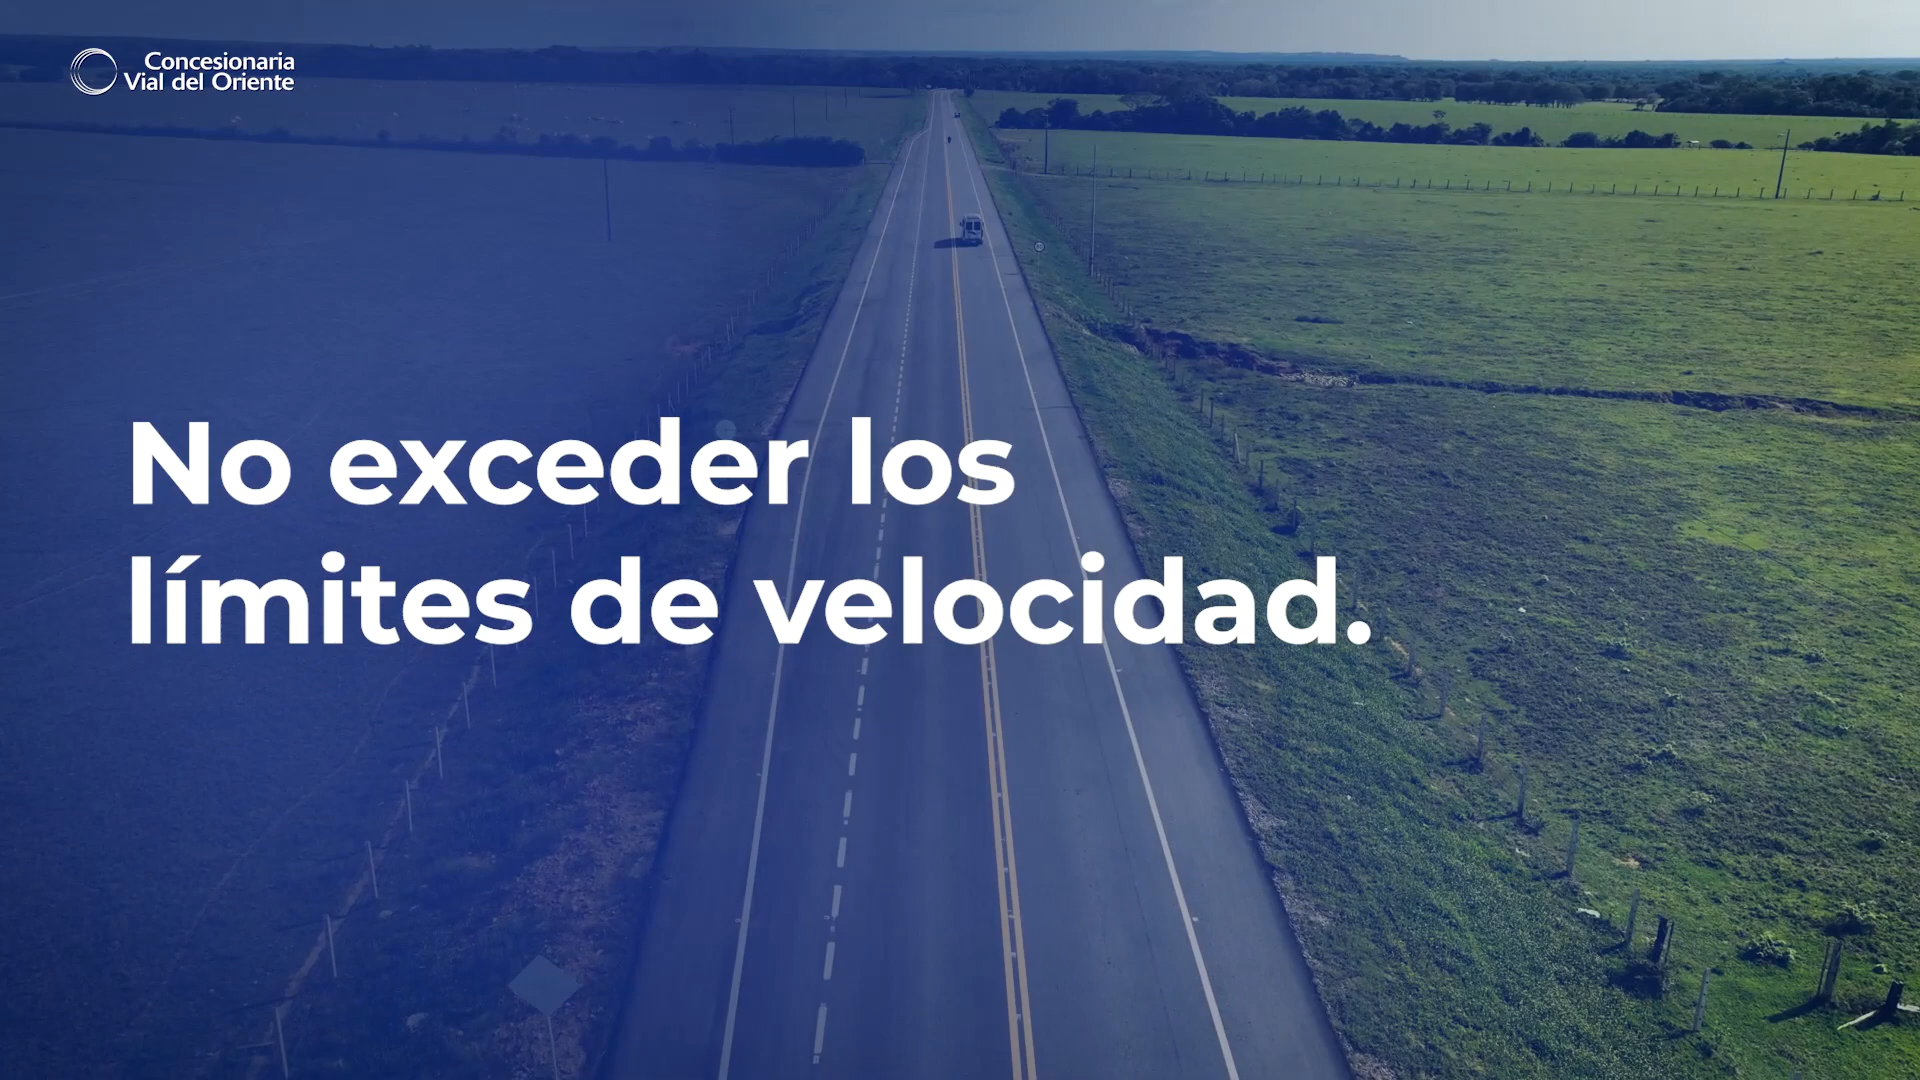 Concesionaria
Vial del Oriente
No exceder los
límites de velocidad.